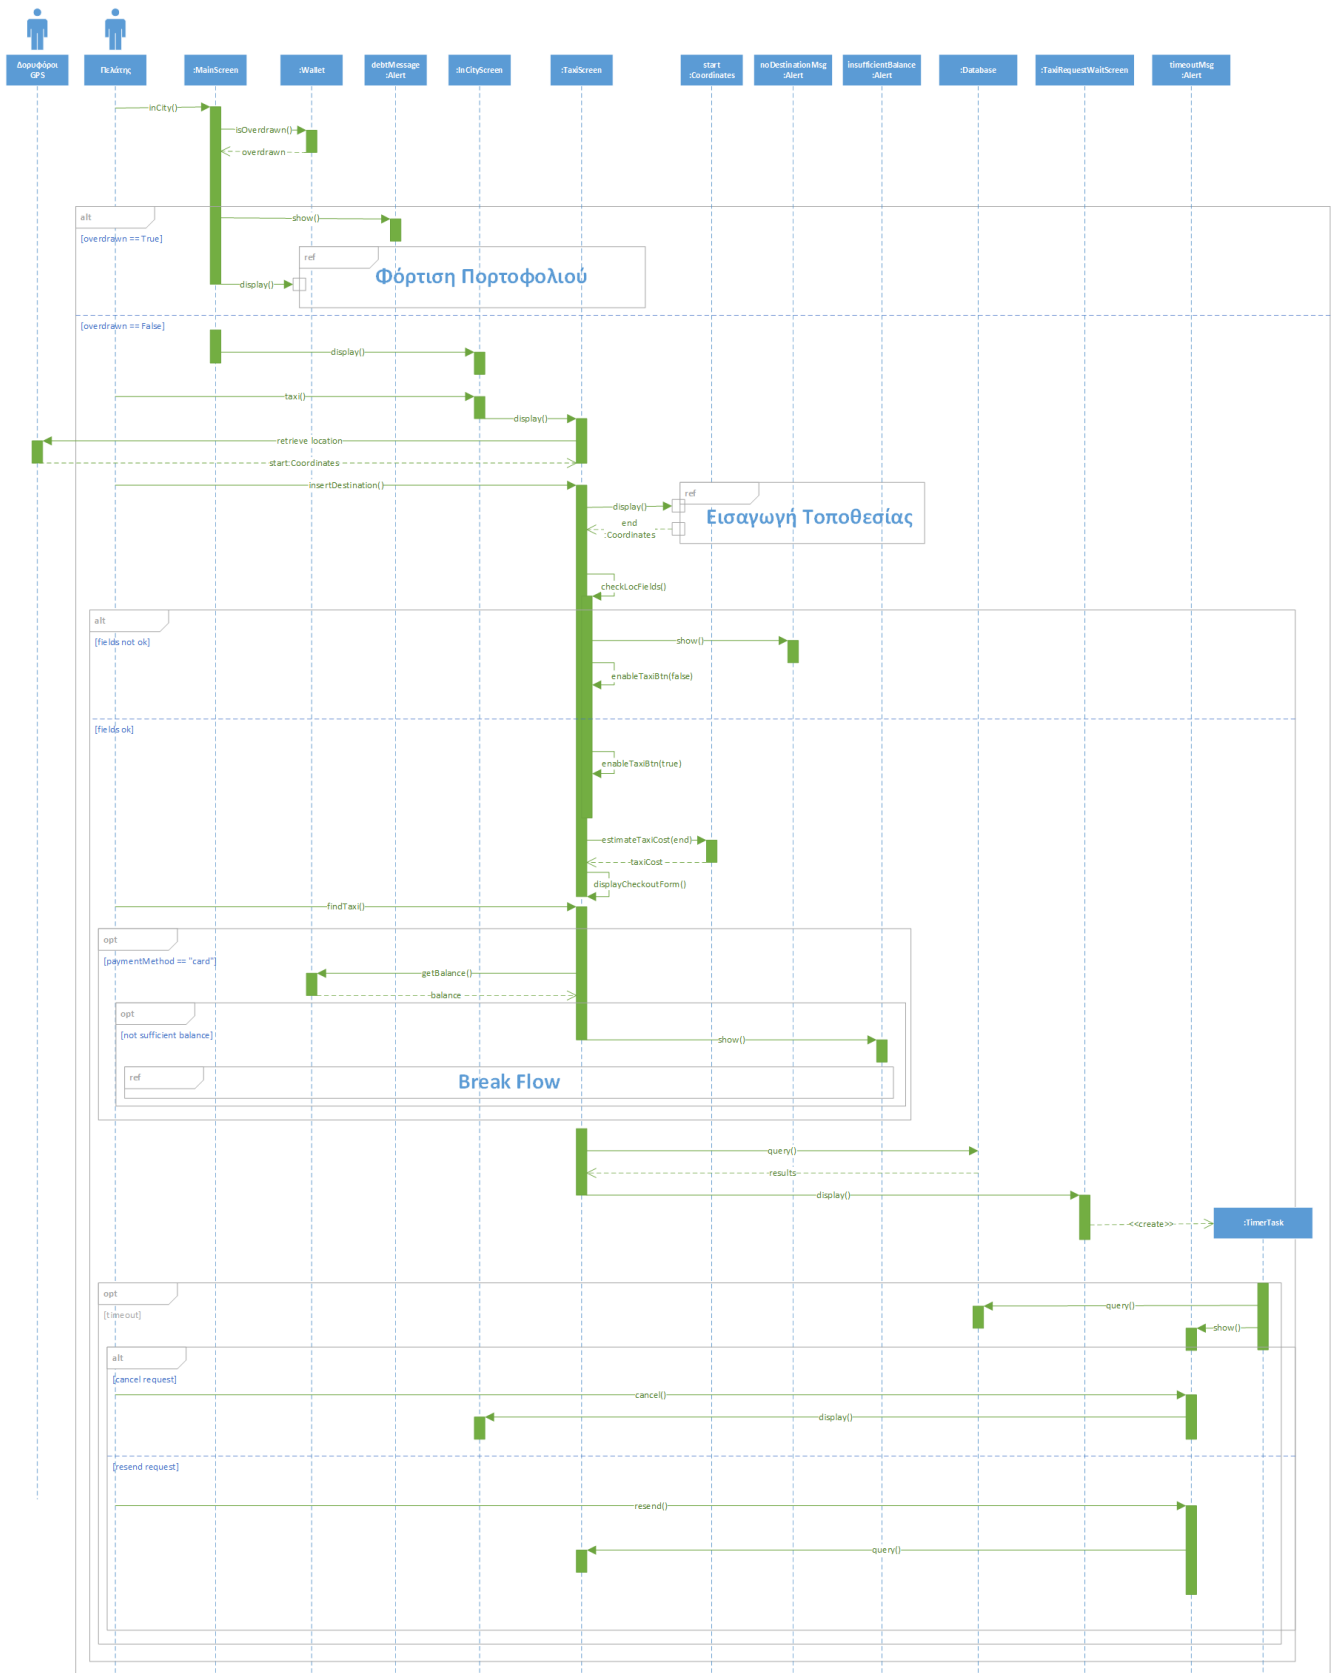 Δορυφόροι
GPS
Πελάτης
:MainScreen
:Wallet
debtMessage
:Alert
:InCityScreen
:TaxiScreen
start
:Coordinates
noDestinationMsg
:Alert
insufficientBalance
:Alert
:Database
:TaxiRequestWaitScreen
timeoutMsg
:Alert
inCity()
isOverdrawn()
overdrawn
alt
show()
[overdrawn == True]
ref
Φόρτιση Πορτοφολιού
display()
[overdrawn == False]
display()
taxi()
display()
retrieve location
start:Coordinates
insertDestination()
ref
display()
Εισαγωγή Τοποθεσίας
end
:Coordinates
checkLocFields()
alt
[fields not ok]
show()
enableTaxiBtn(false)
[fields ok]
enableTaxiBtn(true)
estimateTaxiCost(end)
taxiCost
displayCheckoutForm()
findTaxi()
opt
[paymentMethod == "card"]
getBalance()
balance
opt
[not sufficient balance]
show()
ref
Break Flow
query()
results
display()
<<create>>
:TimerTask
opt
query()
[timeout]
show()
alt
[cancel request]
cancel()
display()
[resend request]
resend()
query()